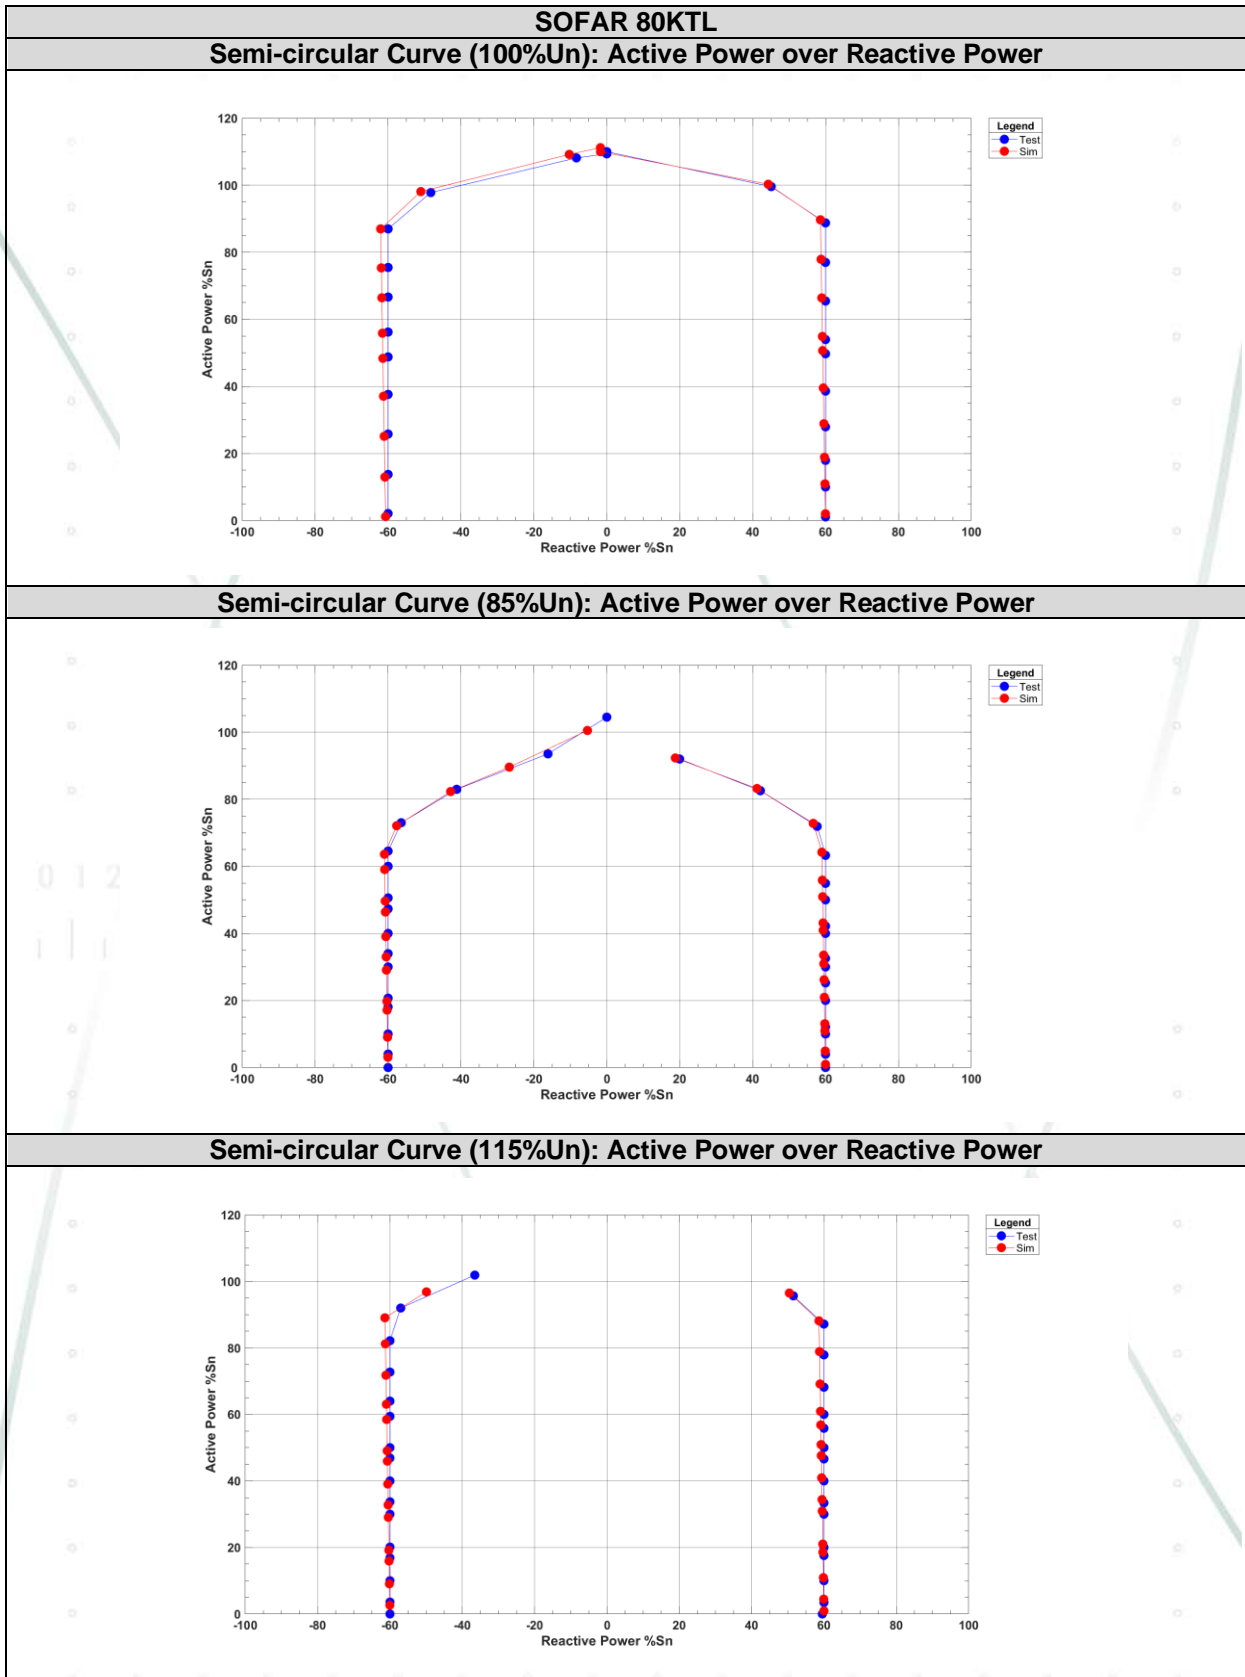 SOFAR 80KTL
Semi-circular Curve (100%Un): Active Power over Reactive Power
120
100
80
60
40
20
0
Active Power %Sn
-100 -80 -60 -40 -20 0 20 40 60 80 100
Reactive Power %Sn
Legend
Test
Sim
Semi-circular Curve (85%Un): Active Power over Reactive Power
120
100
80
60
40
20
0
Active Power %Sn
-100 -80 -60 -40 -20 0 20 40 60 80 100
Reactive Power %Sn
Legend
Test
Sim
0 1 2
Semi-circular Curve (115%Un): Active Power over Reactive Power
120
100
80
60
40
20
0
Active Power %Sn
-100 -80 -60 -40 -20 0 20 40 60 80 100
Reactive Power %Sn
Legend
Test
Sim